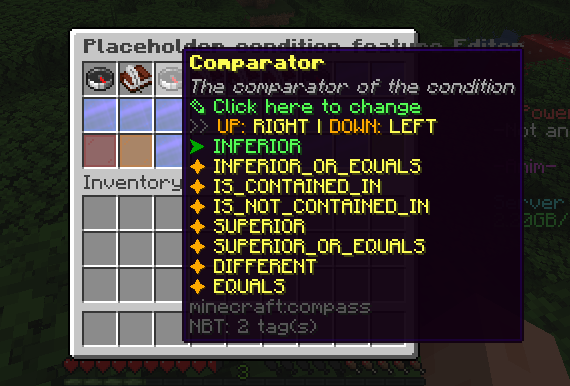 Placeholder condition feature Editor
Comparator
The comparator of the condition
✎ Click here to change
>> UP: RIGHT | DOWN: LEFT
➤ INFERIOR
✦ INFERIOR_OR_EQUALS
✦ IS_CONTAINED_IN
✦ IS_NOT_CONTAINED_IN
✦ SUPERIOR
✦ SUPERIOR_OR_EQUALS
✦ DIFFERENT
✦ EQUALS
minecraft:compass
NBT: 2 tag(s)
Inventory
3